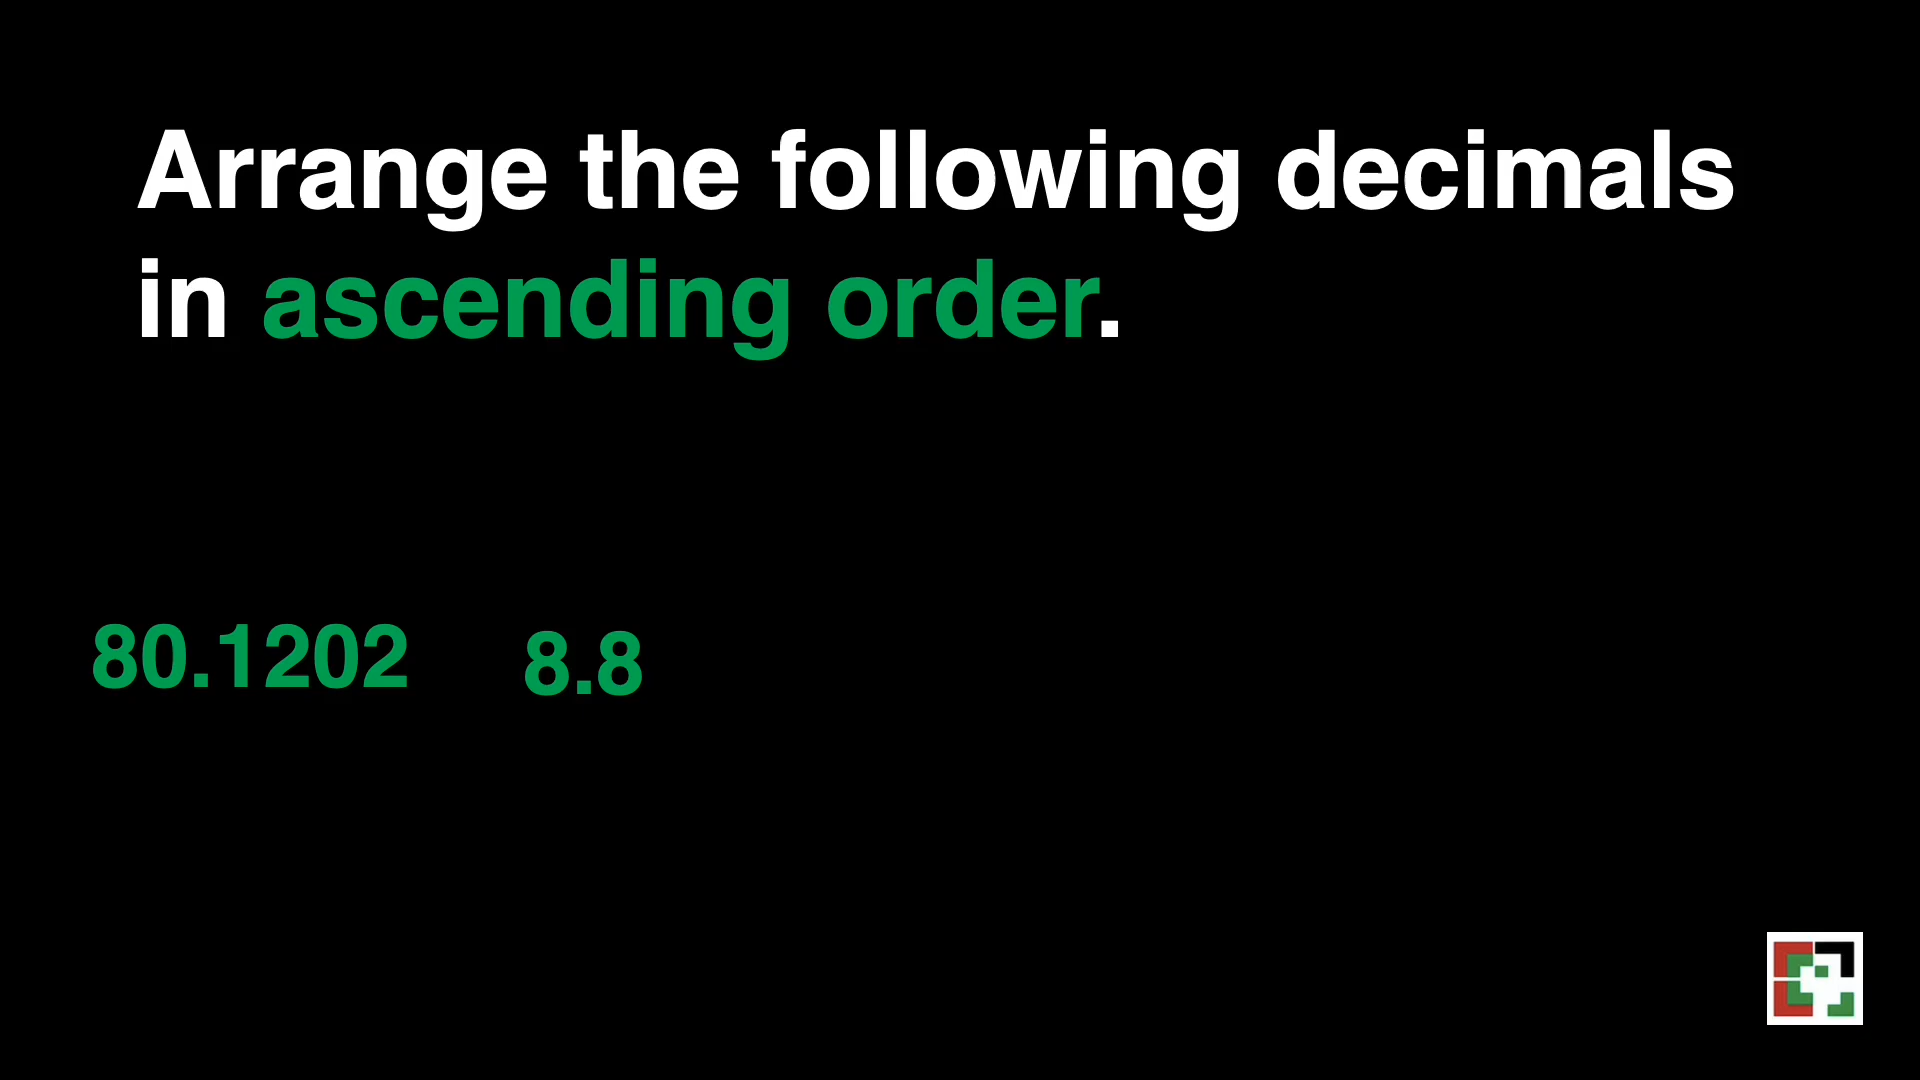 Arrange the following decimals
in ascending order.
80.1202 8.8